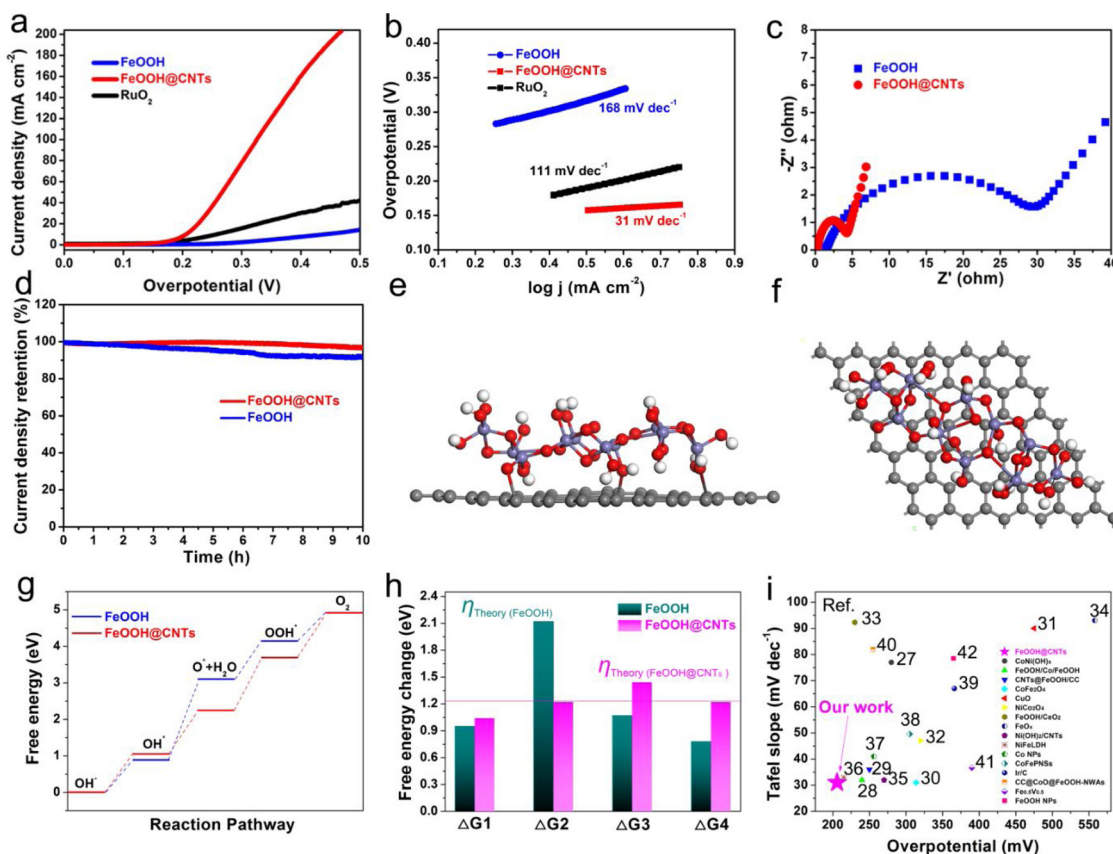 a
200
180
160
140
120
100
80
60
40
20
0
Current density (mA cm⁻²)
FeOOH
FeOOH@CNTs
RuO₂
0.0 0.1 0.2 0.3 0.4 0.5
Overpotential (V)
b
0.40
0.35
0.30
0.25
0.20
0.15
0.10
Overpotential (V)
FeOOH
FeOOH@CNTs
RuO₂
168 mV dec⁻¹
111 mV dec⁻¹
31 mV dec⁻¹
0.1 0.2 0.3 0.4 0.5 0.6 0.7 0.8 0.9
log j (mA cm⁻²)
c
8
7
6
5
4
3
2
1
0
-Z'' (ohm)
FeOOH
FeOOH@CNTs
0 5 10 15 20 25 30 35 40
Z' (ohm)
d
120
100
80
60
40
20
0
Current density retention (%)
FeOOH@CNTs
FeOOH
0 1 2 3 4 5 6 7 8 9 10
Time (h)
e
f
g
5
4
3
2
1
0
Free energy (eV)
FeOOH
FeOOH@CNTs
OH⁻
OH*
O*+H₂O
OOH*
O₂
Reaction Pathway
h
2.4
2.1
1.8
1.5
1.2
0.9
0.6
0.3
0.0
Free energy change (eV)
ηTheory (FeOOH)
FeOOH
FeOOH@CNTs
ηTheory (FeOOH@CNTs )
△G1 △G2 △G3 △G4
i
100
90
80
70
60
50
40
30
20
Tafel slope (mV dec⁻¹)
Ref.
33
40
27
31
34
42
39
38
32
37
36
29
35
28
30
41
Our work
FeOOH@CNTs
CoNi(OH)ₓ
FeOOH/Co/FeOOH
CNTs@FeOOH/CC
CoFe₂O₄
CuO
NiCo₂O₄
FeOOH/CeO₂
FeOₓ
Ni(OH)₂/CNTs
NiFeLDH
Co NPs
CoFePNSs
Ir/C
CC@CoO@FeOOH-NWAs
Fe₀.₅V₀.₅
FeOOH NPs
200 250 300 350 400 450 500 550
Overpotential (mV)